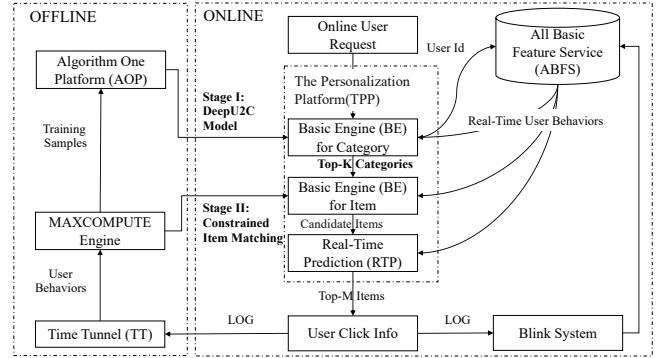 OFFLINE
ONLINE
Algorithm One
Platform (AOP)
Training
Samples
MAXCOMPUTE
Engine
User
Behaviors
Time Tunnel (TT)
Online User
Request
User Id
All Basic
Feature Service
(ABFS)
Stage I:
DeepU2C
Model
The Personalization
Platform(TPP)
Basic Engine (BE)
for Category
Real-Time User Behaviors
Top-K Categories
Stage II:
Constrained
Item Matching
Basic Engine (BE)
for Item
Candidate Items
Real-Time
Prediction (RTP)
Top-M Items
LOG
User Click Info
LOG
Blink System